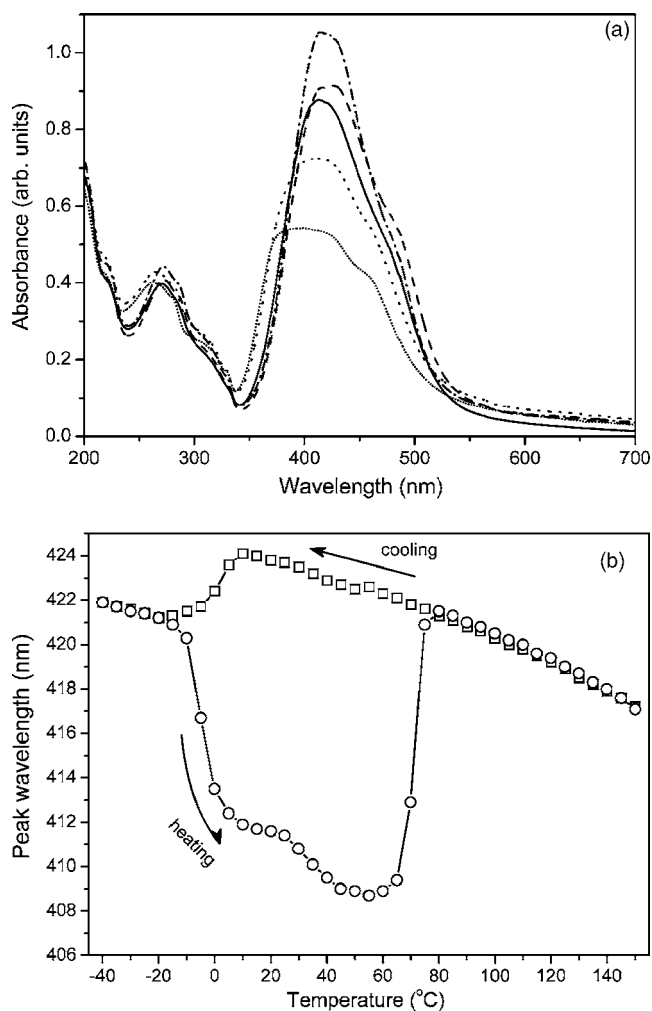 (a)
Absorbance (arb. units)
1.0
0.8
0.6
0.4
0.2
0.0
200 300 400 500 600 700
Wavelength (nm)
(b)
cooling
heating
Peak wavelength (nm)
424
422
420
418
416
414
412
410
408
406
-40 -20 0 20 40 60 80 100 120 140
Temperature (°C)